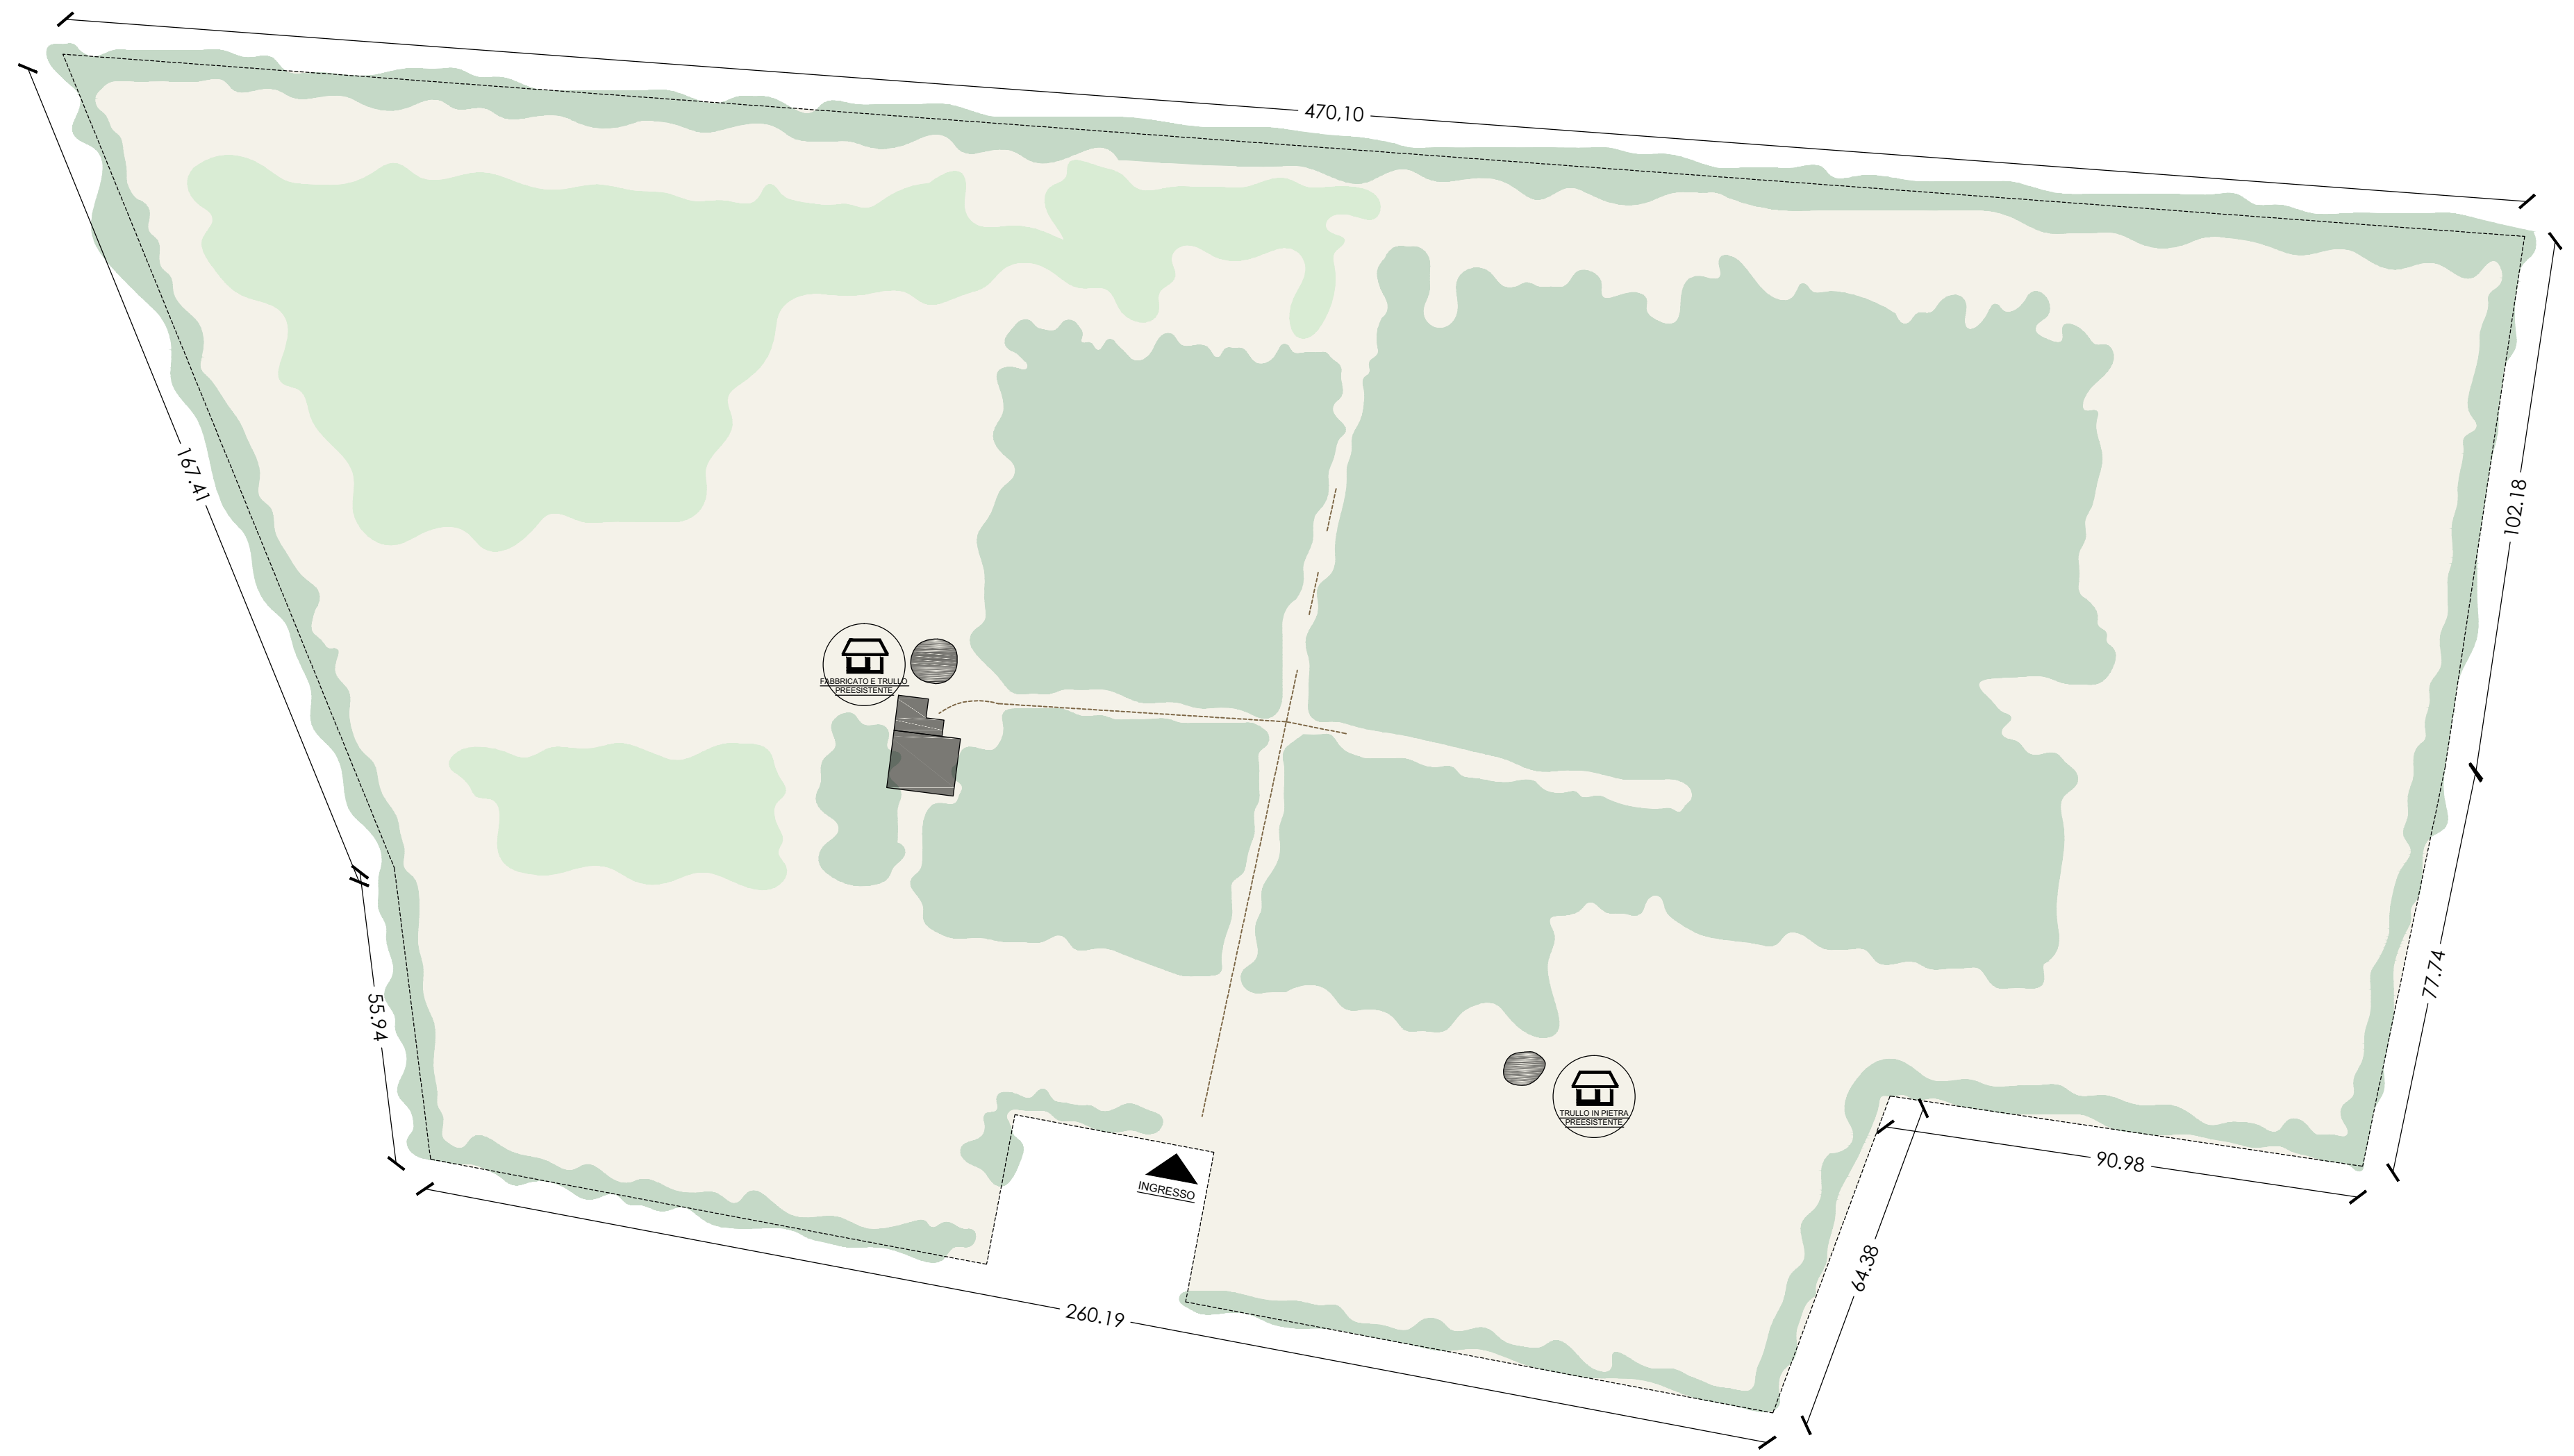 470,10
167.41
102.18
FABBRICATO E TRULLO
PREESISTENTE
77.74
55.94
TRULLO IN PIETRA
PREESISTENTE
90.98
INGRESSO
64.38
260.19